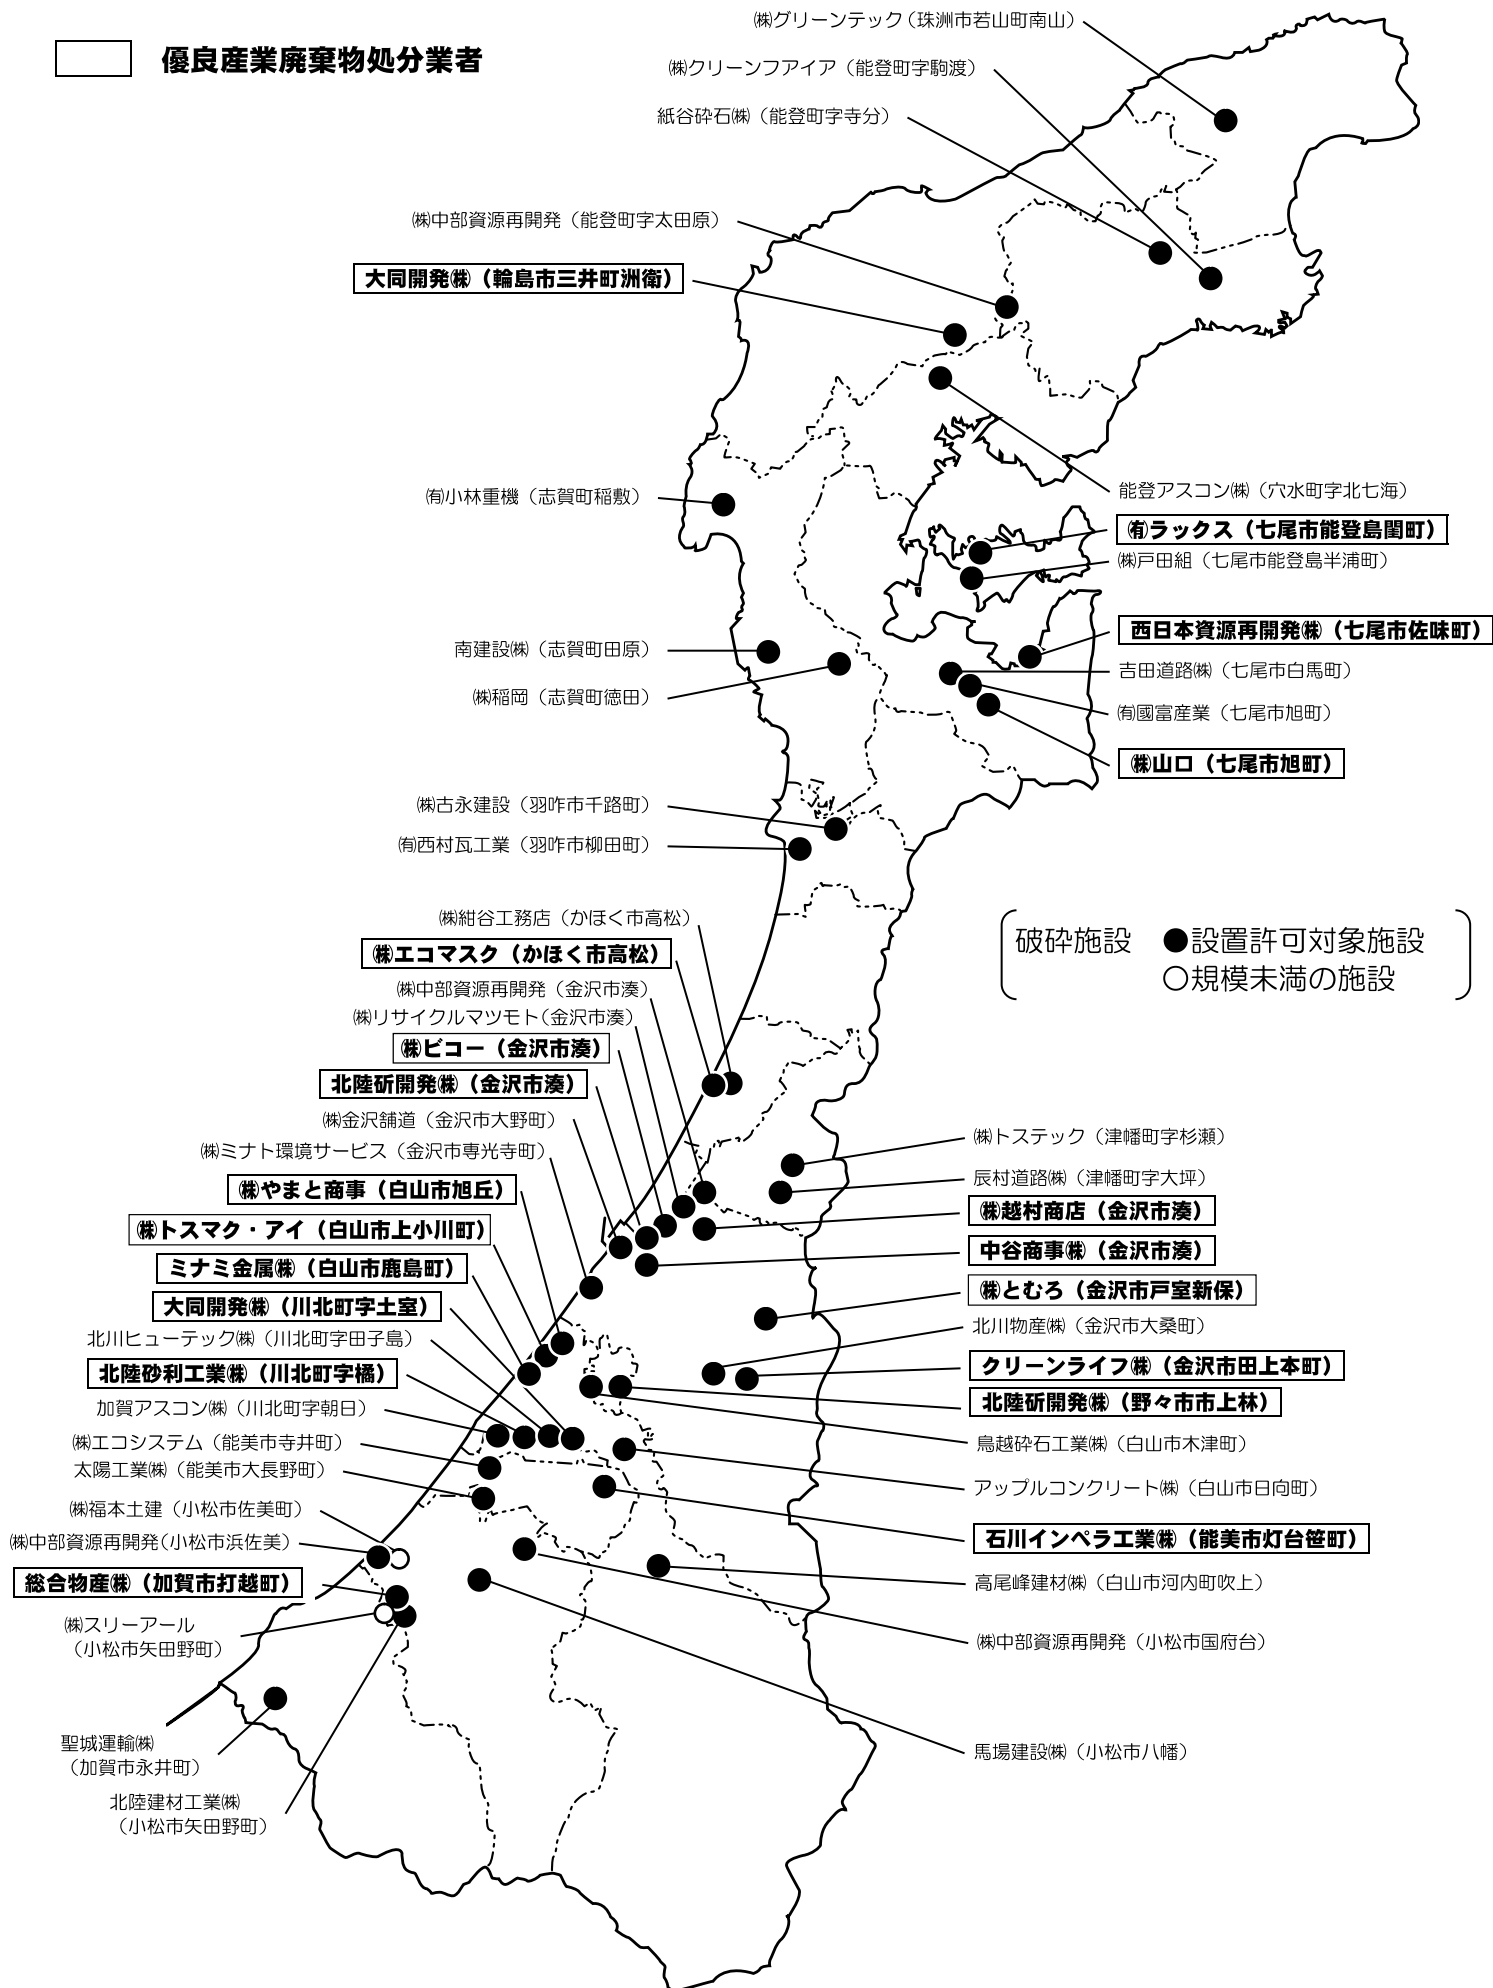 優良産業廃棄物処分業者
㈱グリーンテック（珠洲市若山町南山）
㈱クリーンフアイア（能登町字駒渡）
紙谷砕石㈱（能登町字寺分）
㈱中部資源再開発（能登町字太田原）
大同開発㈱（輪島市三井町洲衛）
㈲小林重機（志賀町稲敷）
南建設㈱（志賀町田原）
㈱稲岡（志賀町徳田）
㈱古永建設（羽咋市千路町）
㈲西村瓦工業（羽咋市柳田町）
能登アスコン㈱（穴水町字北七海）
㈲ラックス（七尾市能登島閨町）
㈱戸田組（七尾市能登島半浦町）
西日本資源再開発㈱（七尾市佐味町）
吉田道路㈱（七尾市白馬町）
㈲國富産業（七尾市旭町）
㈱山口（七尾市旭町）
破砕施設　●設置許可対象施設
○規模未満の施設
㈱紺谷工務店（かほく市高松）
㈱エコマスク（かほく市高松）
㈱中部資源再開発（金沢市湊）
㈱リサイクルマツモト（金沢市湊）
㈱ビコー（金沢市湊）
北陸斫開発㈱（金沢市湊）
㈱金沢舗道（金沢市大野町）
㈱ミナト環境サービス（金沢市専光寺町）
㈱やまと商事（白山市旭丘）
㈱トスマク・アイ（白山市上小川町）
ミナミ金属㈱（白山市鹿島町）
大同開発㈱（川北町字土室）
北川ヒューテック㈱（川北町字田子島）
北陸砂利工業㈱（川北町字橘）
加賀アスコン㈱（川北町字朝日）
㈱エコシステム（能美市寺井町）
太陽工業㈱（能美市大長野町）
㈱福本土建（小松市佐美町）
㈱中部資源再開発（小松市浜佐美）
総合物産㈱（加賀市打越町）
㈱スリーアール
（小松市矢田野町）
聖城運輸㈱
（加賀市永井町）
北陸建材工業㈱
（小松市矢田野町）
㈱トステック（津幡町字杉瀬）
辰村道路㈱（津幡町字大坪）
㈱越村商店（金沢市湊）
中谷商事㈱（金沢市湊）
㈱とむろ（金沢市戸室新保）
北川物産㈱（金沢市大桑町）
クリーンライフ㈱（金沢市田上本町）
北陸斫開発㈱（野々市市上林）
鳥越砕石工業㈱（白山市木津町）
アップルコンクリート㈱（白山市日向町）
石川インペラ工業㈱（能美市灯台笹町）
高尾峰建材㈱（白山市河内町吹上）
㈱中部資源再開発（小松市国府台）
馬場建設㈱（小松市八幡）